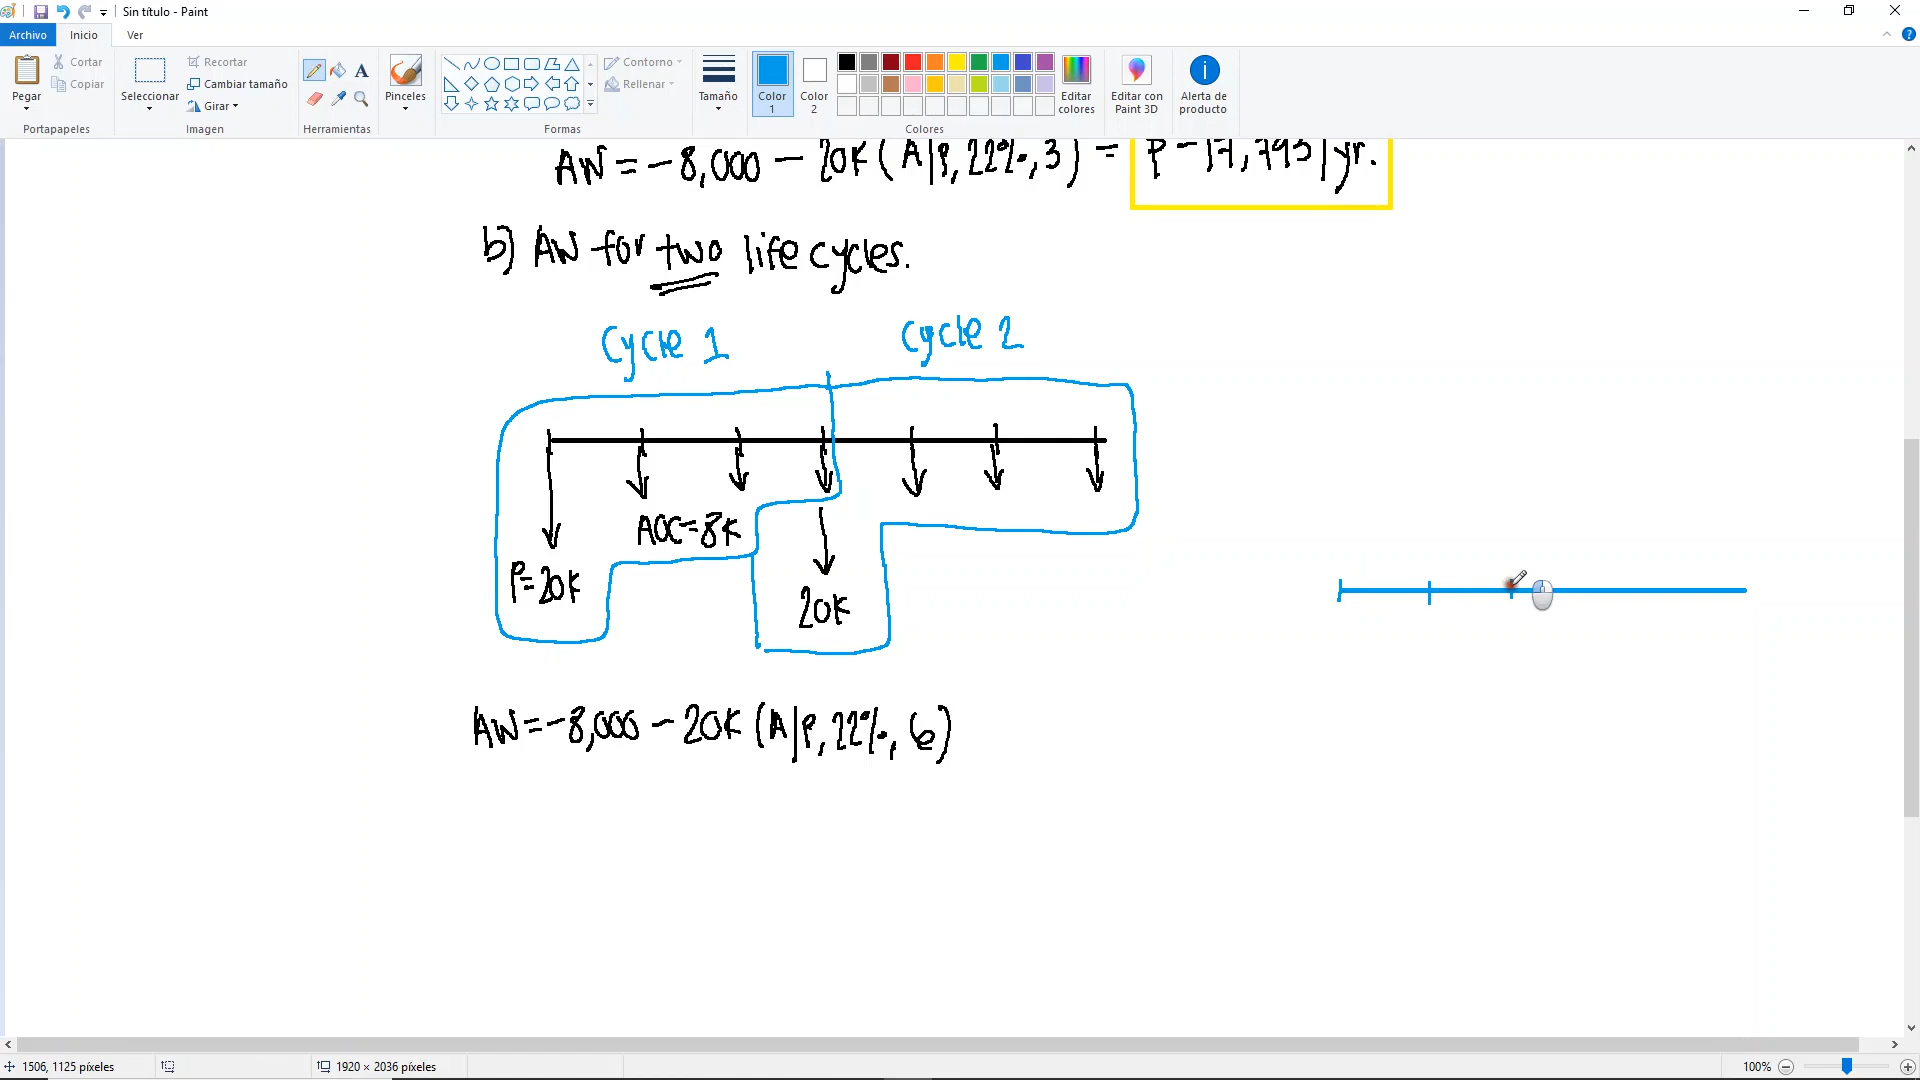 Sin título - Paint
Archivo Inicio Ver
Pegar
Cortar
Copiar
Portapapeles
Seleccionar
Recortar
Cambiar tamaño
Girar
Imagen
A
Herramientas
Pinceles
Contorno
Rellenar
Formas
Tamaño
Color 1
Color 2
Editar colores
Colores
Editar con Paint 3D
Alerta de producto
AW = -8,000 - 20K (A|P, 22%, 3) = ₱ -17,793|yr.
b) AW for two life cycles.
Cycle 1 Cycle 2
AOC=8K
P=20K
20K
AW=-8,000 - 20K (A|P, 22%, 6)
1506, 1125 píxeles
1920 × 2036 píxeles
100%